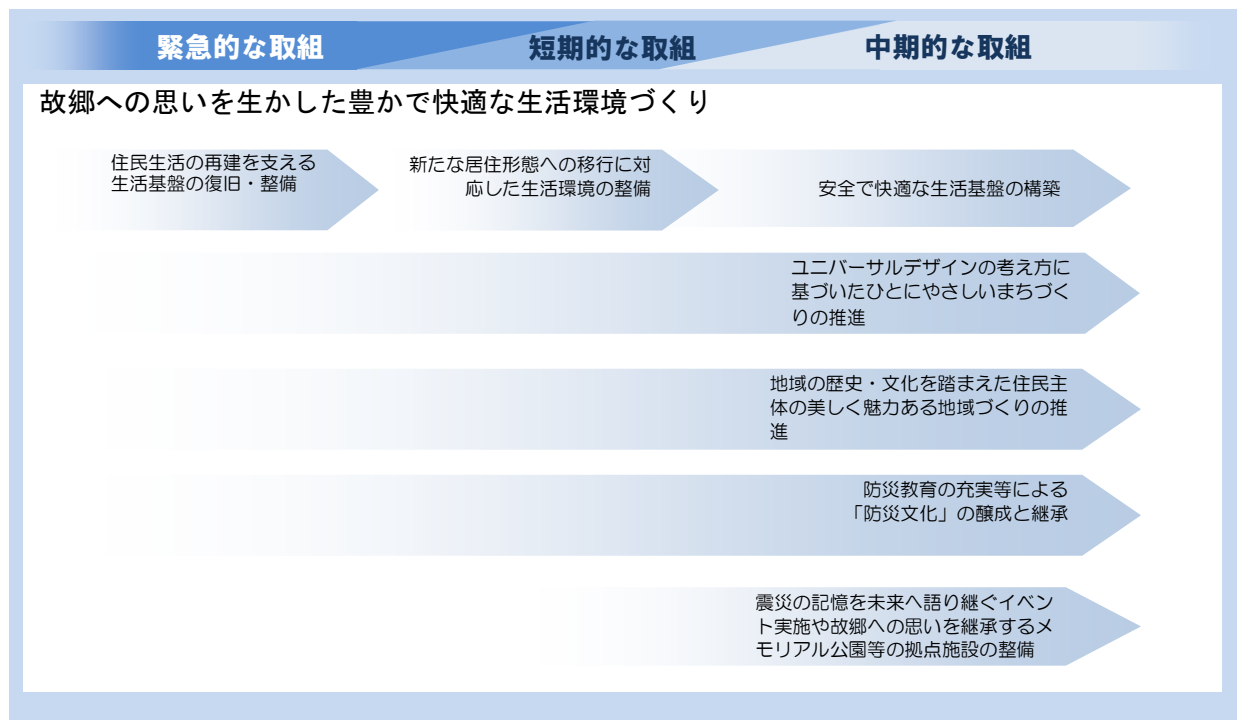 緊急的な取組
短期的な取組
中期的な取組
故郷への思いを生かした豊かで快適な生活環境づくり
住民生活の再建を支える
生活基盤の復旧・整備
新たな居住形態への移行に対
応した生活環境の整備
安全で快適な生活基盤の構築
ユニバーサルデザインの考え方に
基づいたひとにやさしいまちづく
りの推進
地域の歴史・文化を踏まえた住民主
体の美しく魅力ある地域づくりの推
進
防災教育の充実等による
「防災文化」の醸成と継承
震災の記憶を未来へ語り継ぐイベン
ト実施や故郷への思いを継承するメ
モリアル公園等の拠点施設の整備